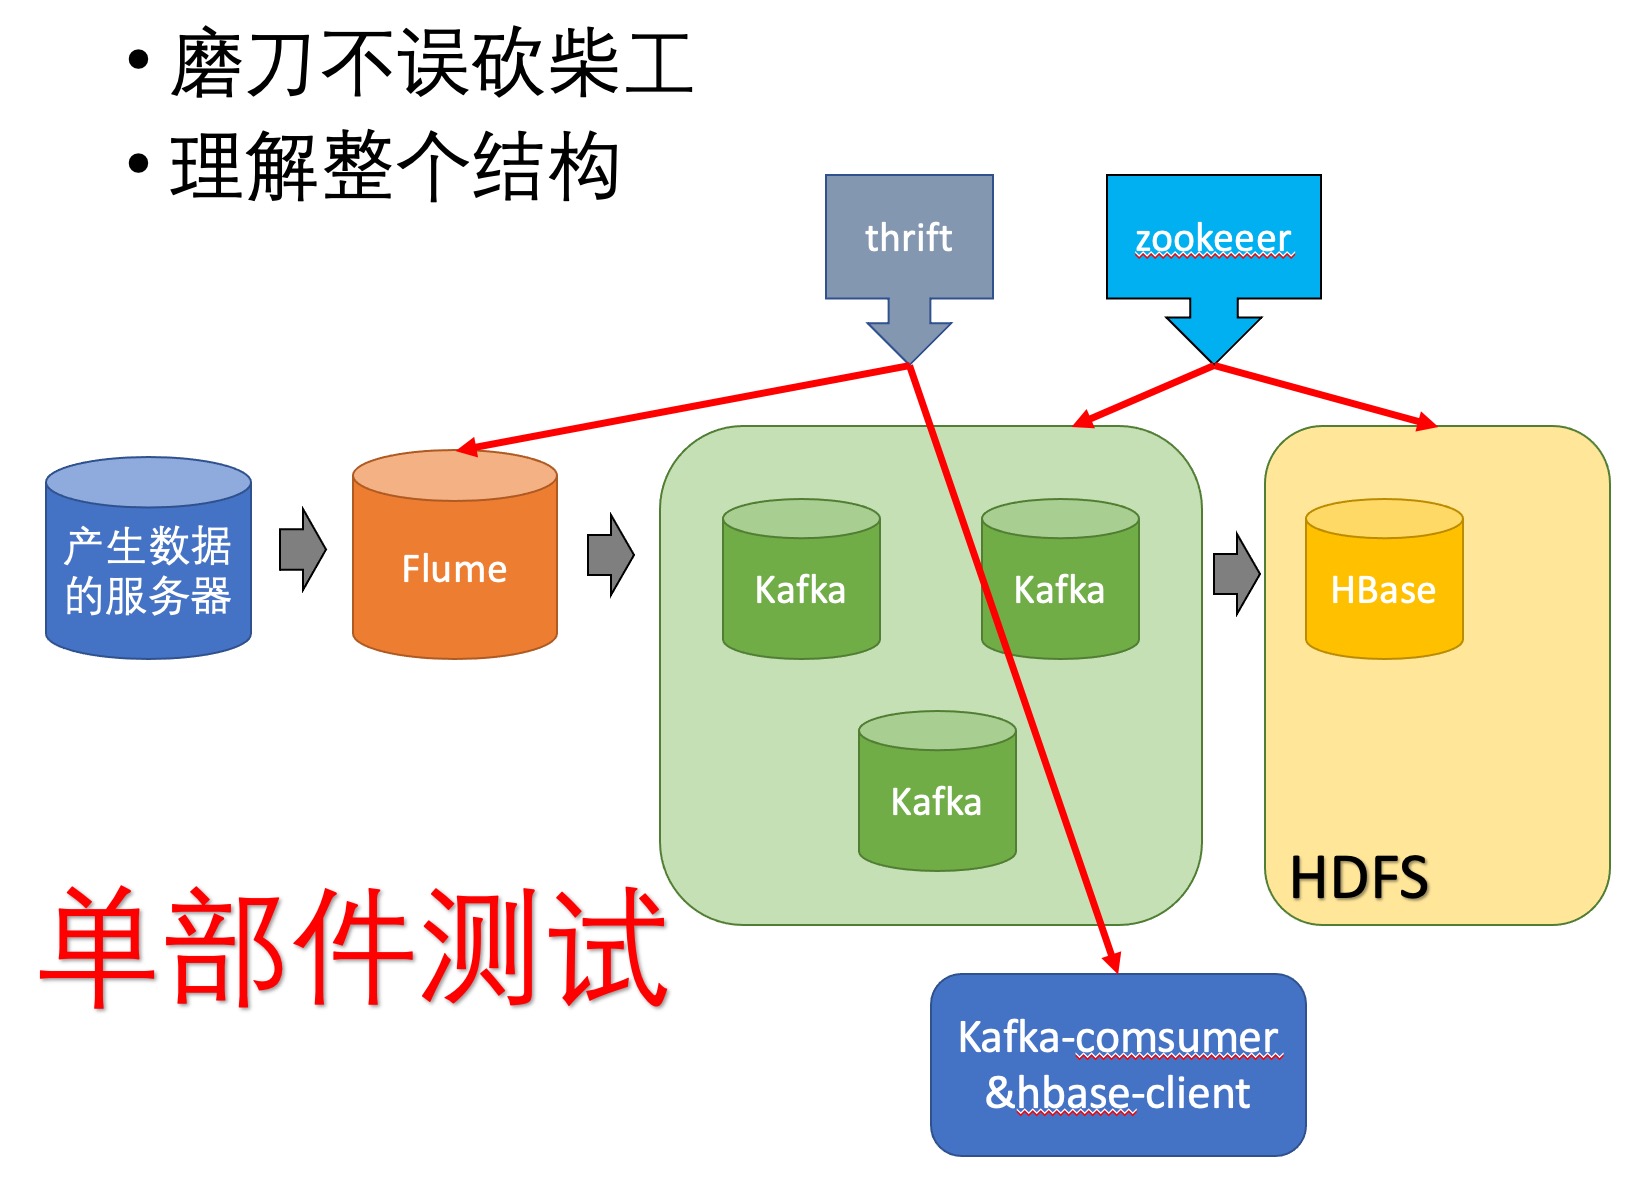 • 磨刀不误砍柴工
• 理解整个结构
thrift
zookeeer
产生数据
的服务器
Flume
Kafka
Kafka
HBase
Kafka
HDFS
单部件测试
Kafka-comsumer
&hbase-client